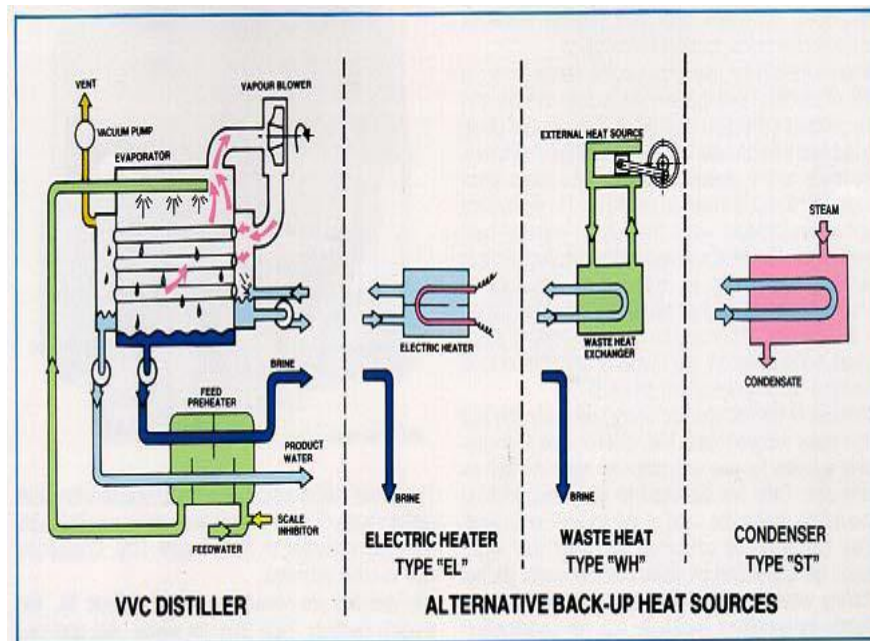 VENT
VAPOUR BLOWER
VACUUM PUMP
EVAPORATOR
EXTERNAL HEAT SOURCE
STEAM
ELECTRIC HEATER
WASTE HEAT
EXCHANGER
CONDENSATE
BRINE
FEED
PREHEATER
PRODUCT
WATER
SCALE
INHIBITOR
FEEDWATER
BRINE
BRINE
ELECTRIC HEATER
TYPE "EL"
WASTE HEAT
TYPE "WH"
CONDENSER
TYPE "ST"
VVC DISTILLER
ALTERNATIVE BACK-UP HEAT SOURCES